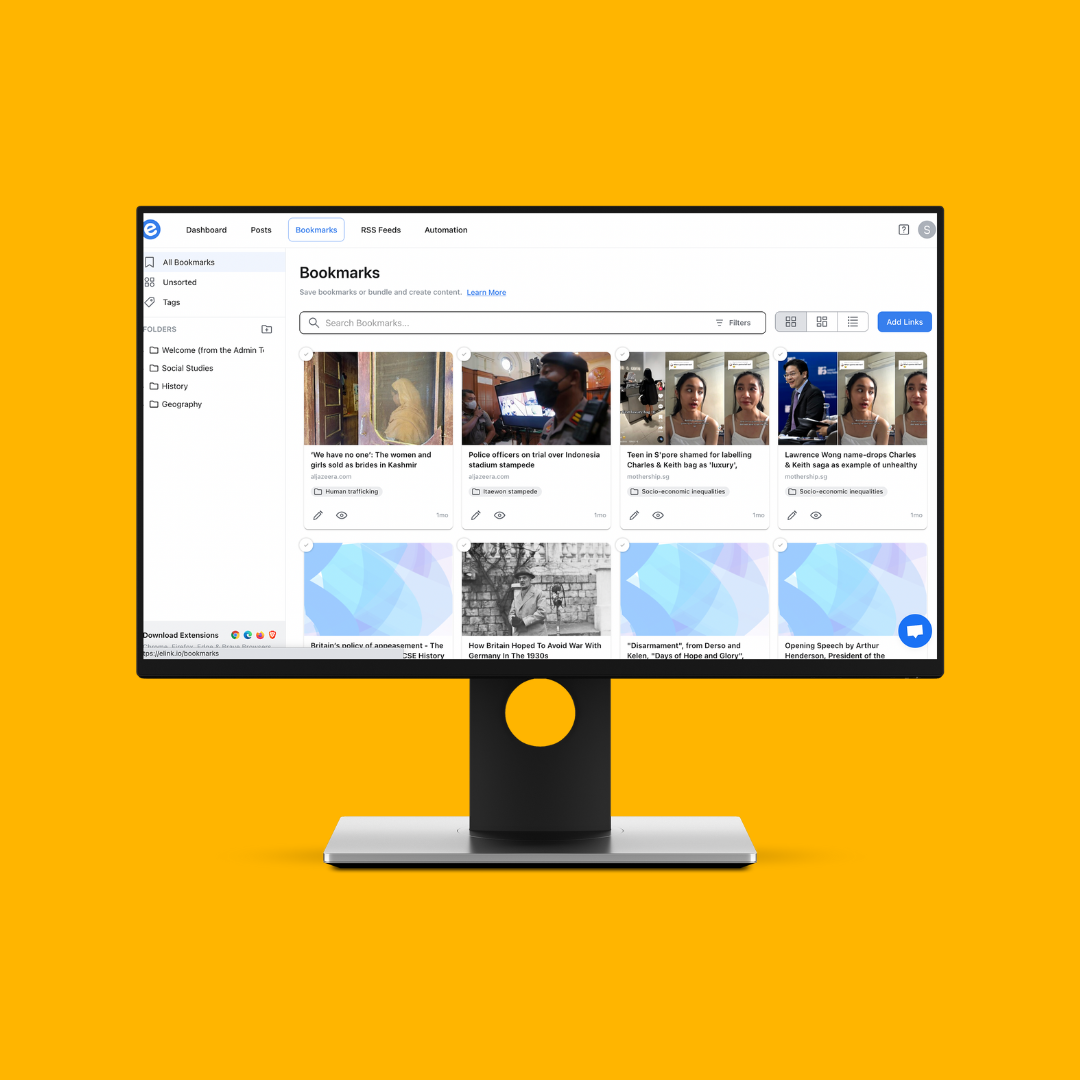 Dashboard
Posts
Bookmarks
RSS Feeds
Automation
?
S
All Bookmarks
Unsorted
Tags
FOLDERS
Welcome (from the Admin Te
Social Studies
History
Geography
Download Extensions
Chrome, Firefox, Edge & Brave Browsers
tps://elink.io/bookmarks
Bookmarks
Save bookmarks or bundle and create content. Learn More
Search Bookmarks...
Filters
Add Links
'We have no one': The women and
girls sold as brides in Kashmir
aljazeera.com
Human trafficking
1mo
Police officers on trial over Indonesia
stadium stampede
aljazeera.com
Itaewon stampede
1mo
Teen in S'pore shamed for labelling
Charles & Keith bag as 'luxury',
mothership.sg
Socio-economic inequalities
1mo
Lawrence Wong name-drops Charles
& Keith saga as example of unhealthy
mothership.sg
Socio-economic inequalities
1mo
Britain's policy of appeasement - The
CSE History
How Britain Hoped To Avoid War With
Germany In The 1930s
"Disarmament", from Derso and
Kelen, "Days of Hope and Glory",
Opening Speech by Arthur
Henderson, President of the